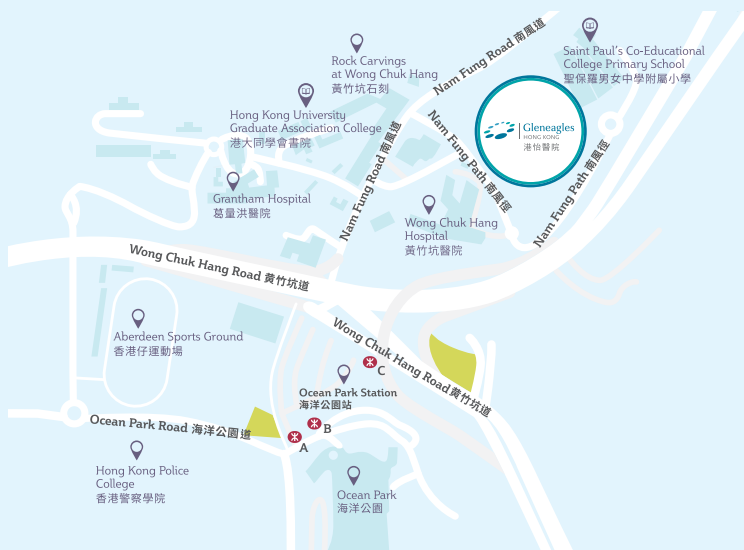 Nam Fung Road 南風道
Saint Paul's Co-Educational
College Primary School
聖保羅男女中學附屬小學
Rock Carvings
at Wong Chuk Hang
黃竹坑石刻
Hong Kong University
Graduate Association College
港大同學會書院
Gleneagles
HONG KONG
港怡醫院
Nam Fung Road 南風道
Nam Fung Path 南風徑
Nam Fung Path 南風徑
Grantham Hospital
葛量洪醫院
Wong Chuk Hang
Hospital
黃竹坑醫院
Wong Chuk Hang Road 黃竹坑道
Aberdeen Sports Ground
香港仔運動場
Wong Chuk Hang Road 黃竹坑道
C
Ocean Park Station
海洋公園站
Ocean Park Road 海洋公園道
B
A
Hong Kong Police
College
香港警察學院
Ocean Park
海洋公園